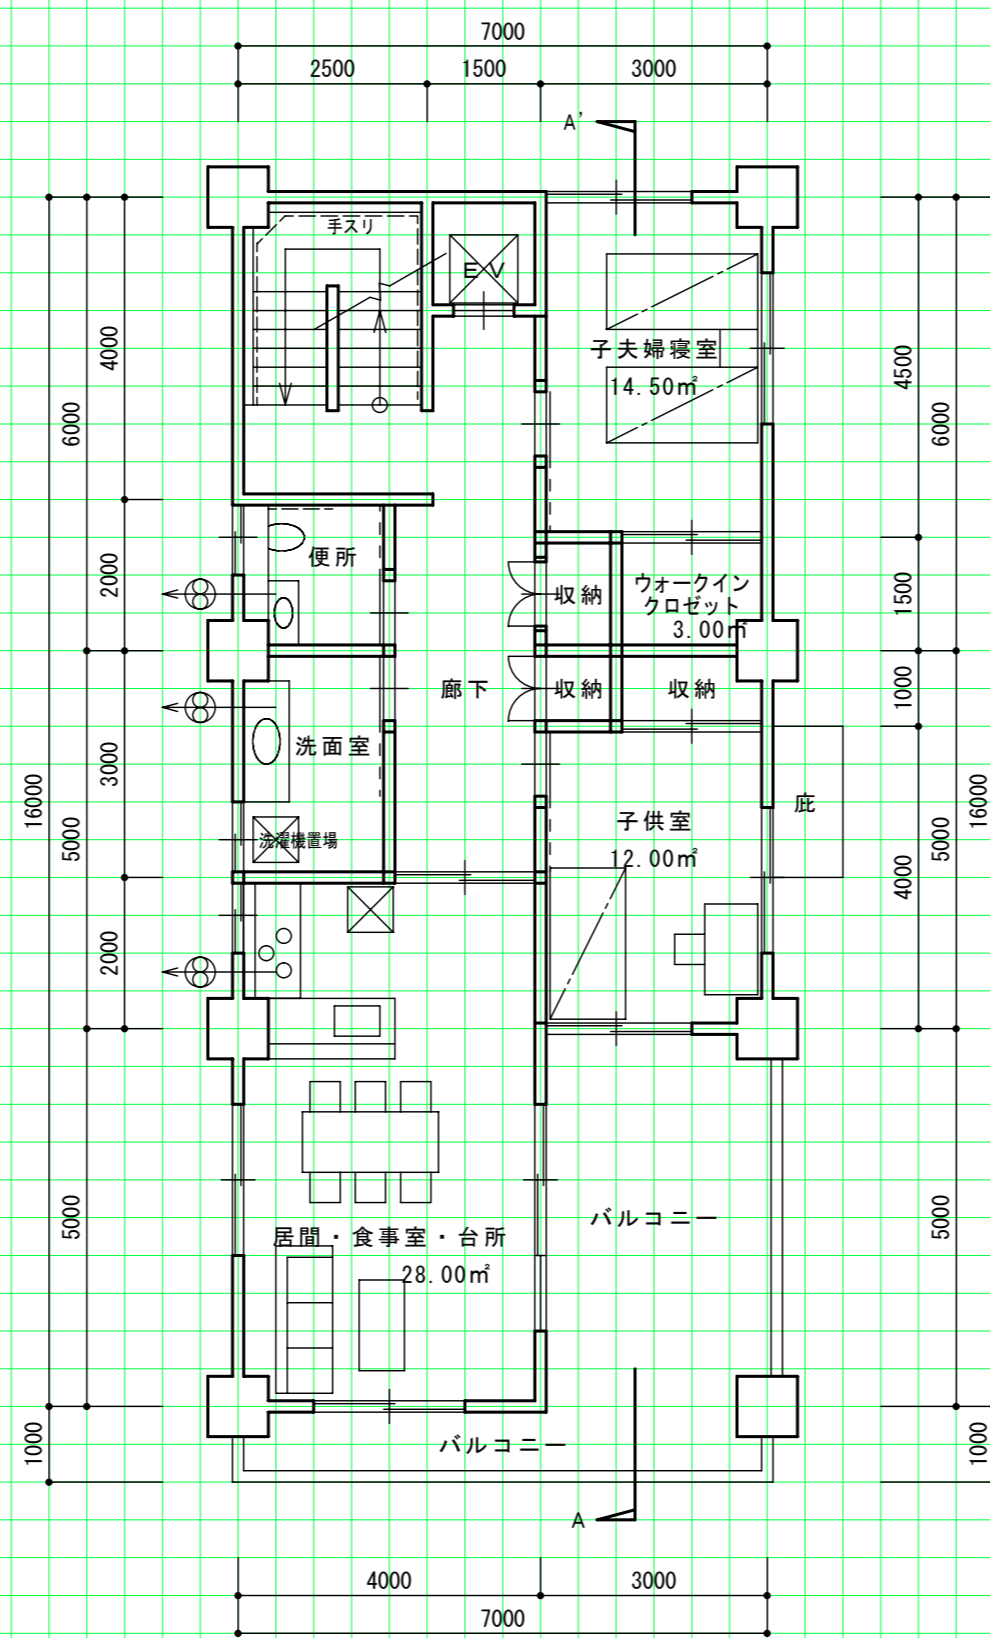 7000
2500
1500
3000
A'
手スリ
EV
4000
6000
子夫婦寝室
14.50㎡
4500
6000
2000
便所
収納
ウォークイン
クロゼット
3.00㎡
1500
廊下
収納
収納
1000
洗面室
3000
16000
5000
洗濯機置場
子供室
12.00㎡
庇
4000
5000
16000
2000
5000
居間・食事室・台所
28.00㎡
バルコニー
5000
1000
バルコニー
1000
A
4000
3000
7000